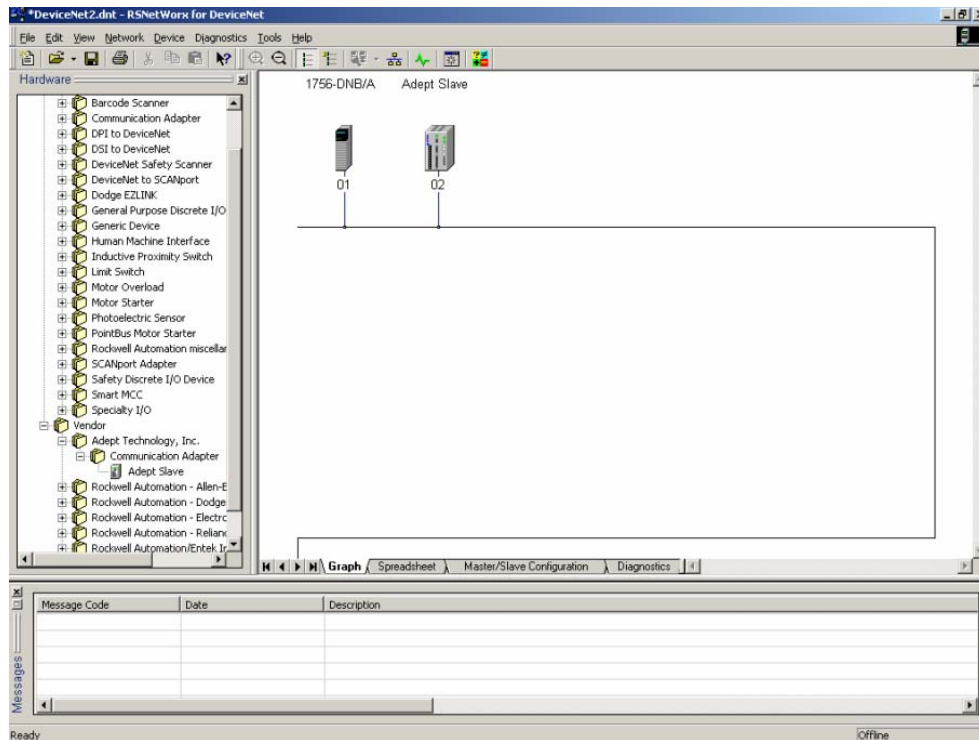 *DeviceNet2.dnt - RSNetWorx for DeviceNet
File Edit View Network Device Diagnostics Tools Help
Hardware
Barcode Scanner
Communication Adapter
DPI to DeviceNet
DSI to DeviceNet
DeviceNet Safety Scanner
DeviceNet to SCANport
Dodge EZLINK
General Purpose Discrete I/O
Generic Device
Human Machine Interface
Inductive Proximity Switch
Limit Switch
Motor Overload
Motor Starter
Photoelectric Sensor
PointBus Motor Starter
Rockwell Automation miscellar
SCANport Adapter
Safety Discrete I/O Device
Smart MCC
Specialty I/O
Vendor
Adept Technology, Inc.
Communication Adapter
Adept Slave
Rockwell Automation - Allen-B
Rockwell Automation - Dodge
Rockwell Automation - Electrc
Rockwell Automation - Relianc
Rockwell Automation/Entek Ir
1756-DNB/A Adept Slave
01 02
Graph Spreadsheet Master/Slave Configuration Diagnostics
Messages
Message Code Date Description
Ready Offline